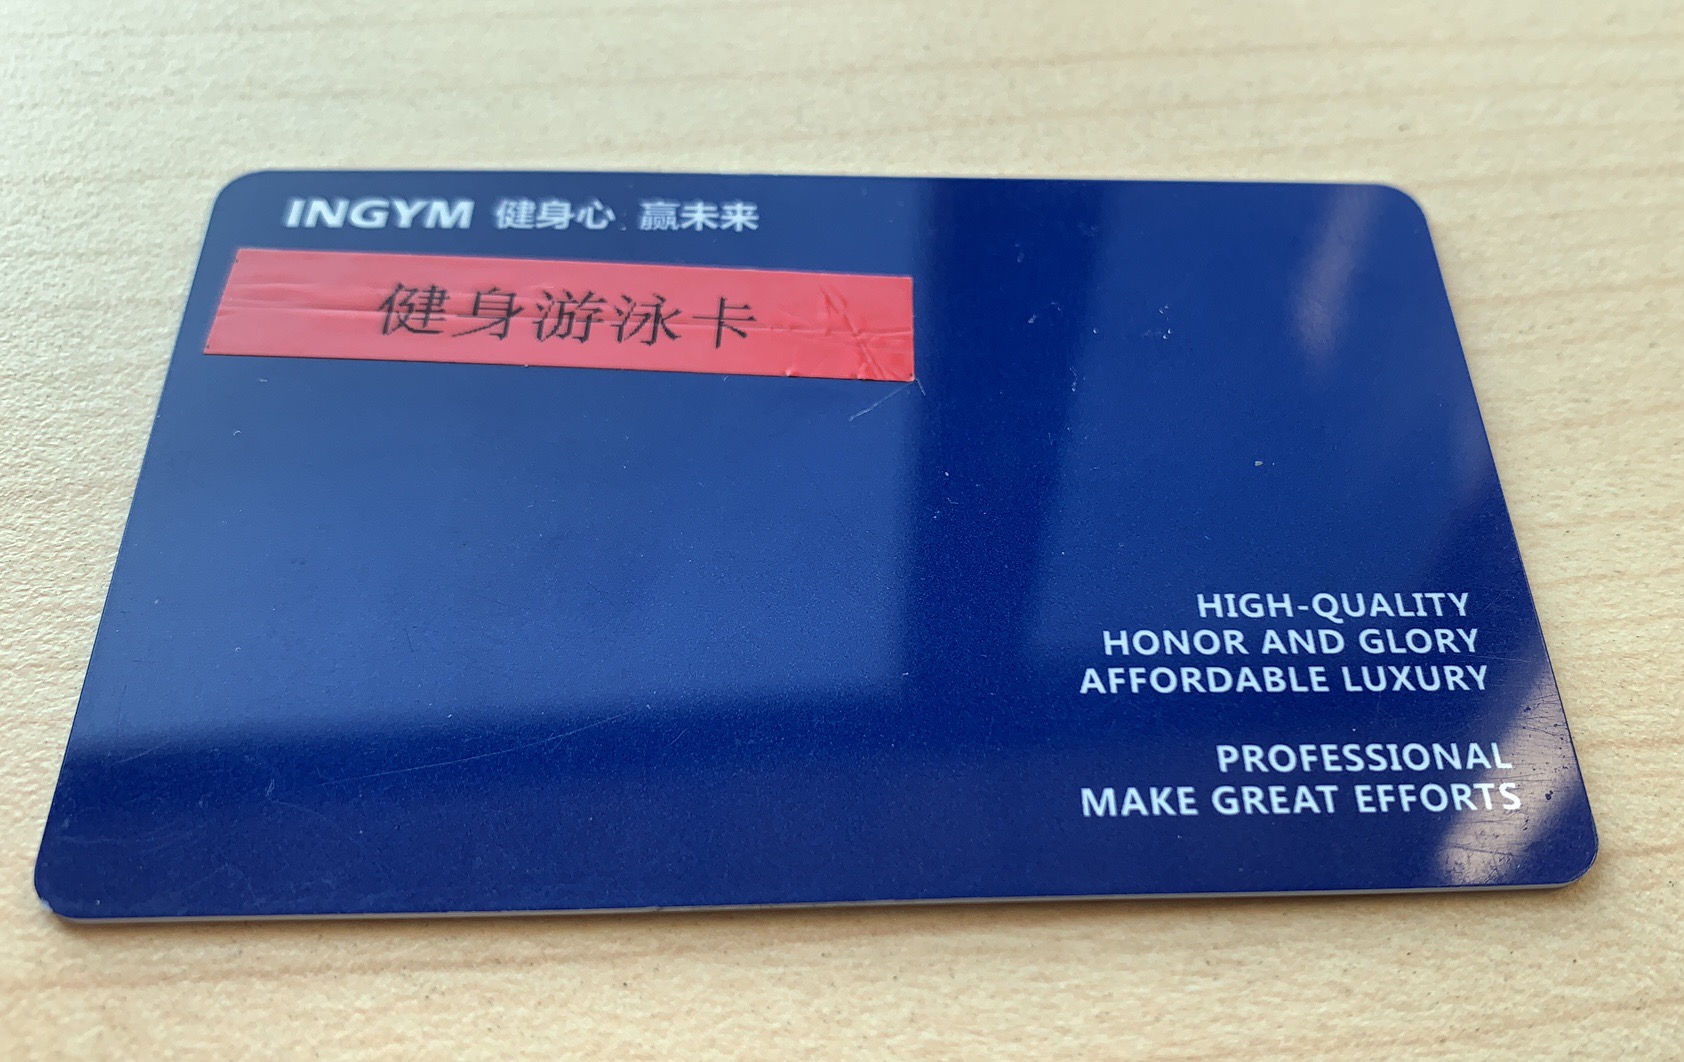 INGYM 健身心 . 赢未来
健身游泳卡
HIGH-QUALITY
HONOR AND GLORY
AFFORDABLE LUXURY
PROFESSIONAL
MAKE GREAT EFFORTS